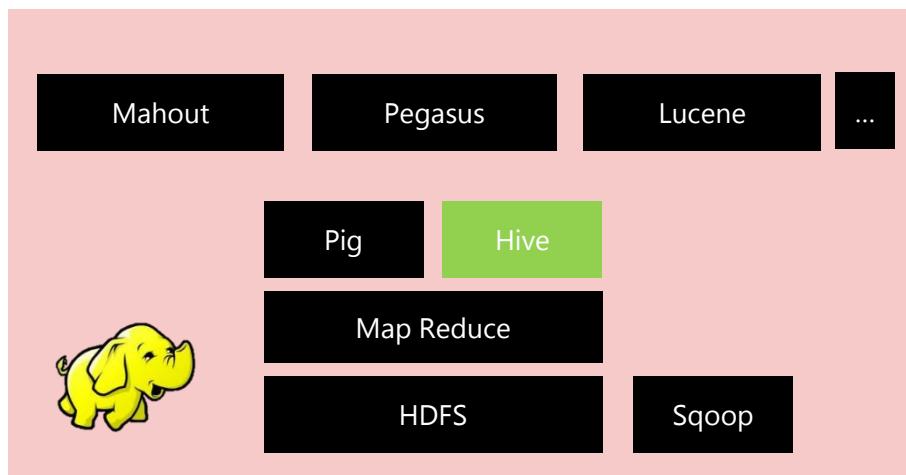 Mahout
Pegasus
Lucene
...
Pig
Hive
Map Reduce
HDFS
Sqoop